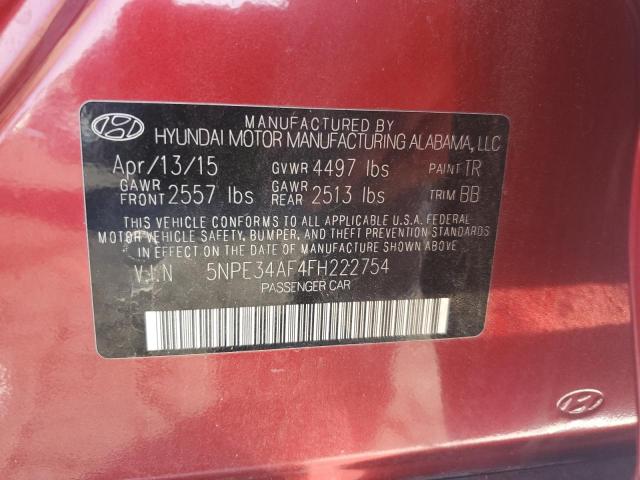 MANUFACTURED BY
HYUNDAI MOTOR MANUFACTURING ALABAMA, LLC
Apr/13/15 GVWR 4497 lbs PAINT TR
GAWR FRONT 2557 lbs GAWR REAR 2513 lbs TRIM BB
THIS VEHICLE CONFORMS TO ALL APPLICABLE U.S.A. FEDERAL
MOTOR VEHICLE SAFETY, BUMPER, AND THEFT PREVENTION STANDARDS
IN EFFECT ON THE DATE OF MANUFACTURE SHOWN ABOVE
V.I.N 5NPE34AF4FH222754
PASSENGER CAR